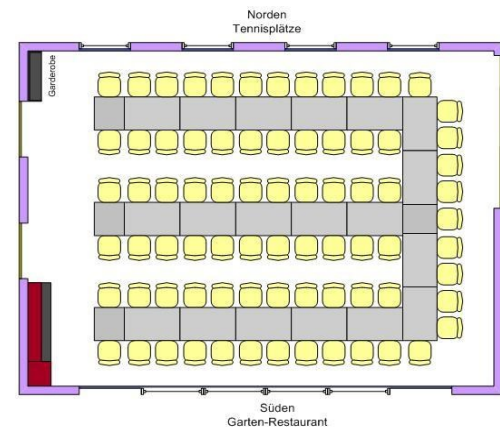 Norden
Tennisplätze
Garderobe
Süden
Garten-Restaurant